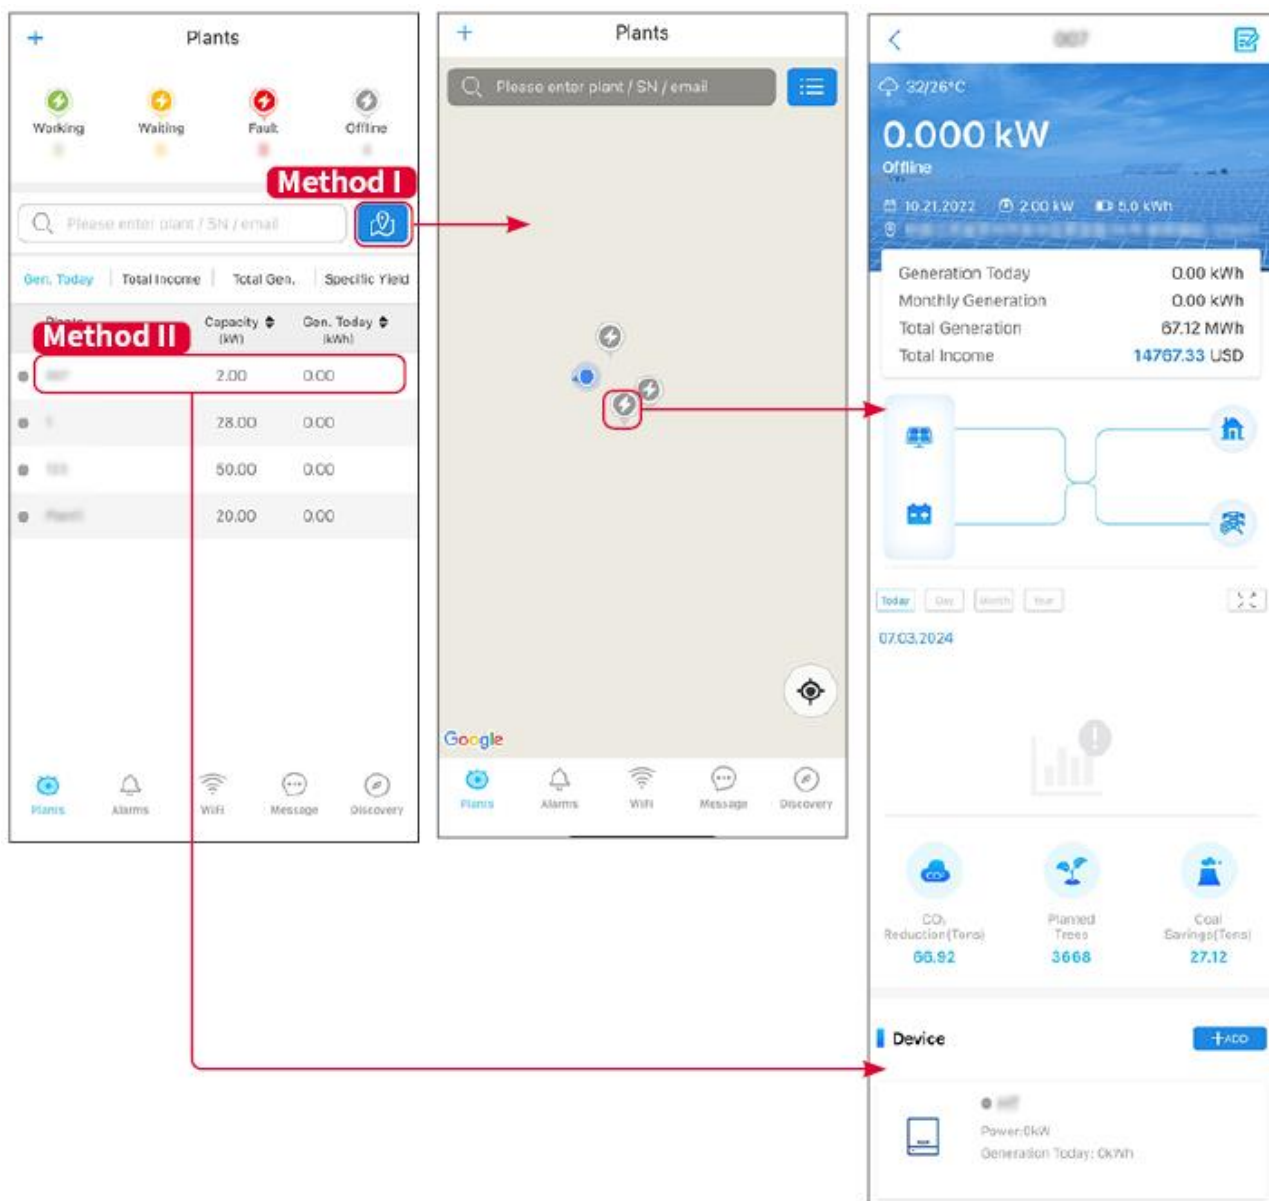 Plants
Working
Waiting
Fault
Offline
Method I
Please enter plant / SN / email
Gen. Today
Total Income
Total Gen.
Specific Yield
Method II
Capacity
(kW)
Gen. Today
(kWh)
2.00 0.00
28.00 0.00
50.00 0.00
20.00 0.00
Plants
Alarms
WiFi
Message
Discovery
Plants
Please enter plant / SN / email
Google
Plants
Alarms
WiFi
Message
Discovery
007
32/26°C
0.000 kW
Offline
10.21.2022 2.00 kW 5.0 kWh
Generation Today 0.00 kWh
Monthly Generation 0.00 kWh
Total Generation 67.12 MWh
Total Income 14767.33 USD
Today Day Month Year
07.03.2024
CO₂
Reduction(Tons)
66.92
Planted
Trees
3668
Coal
Savings(Tons)
27.12
Device
+ADD
Power:0kW
Generation Today: 0kWh